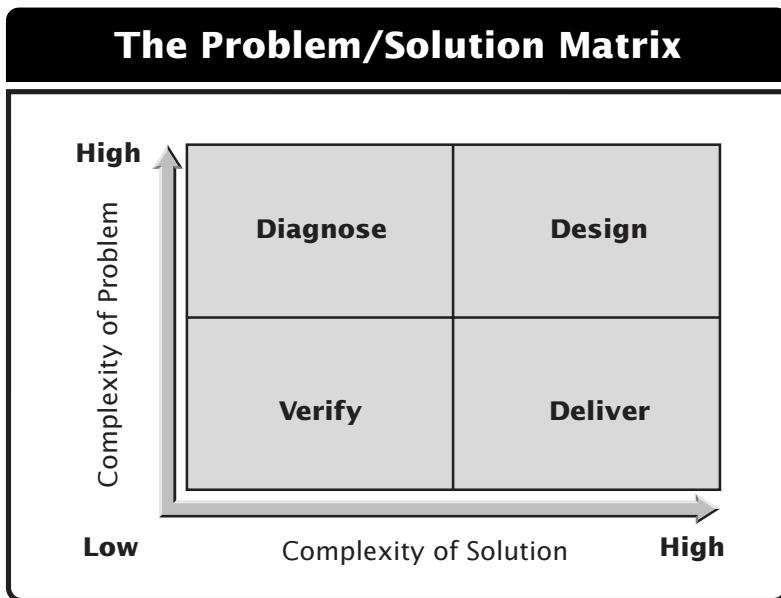 The Problem/Solution Matrix
High
Complexity of Problem
Diagnose Design
Verify Deliver
Low Complexity of Solution High